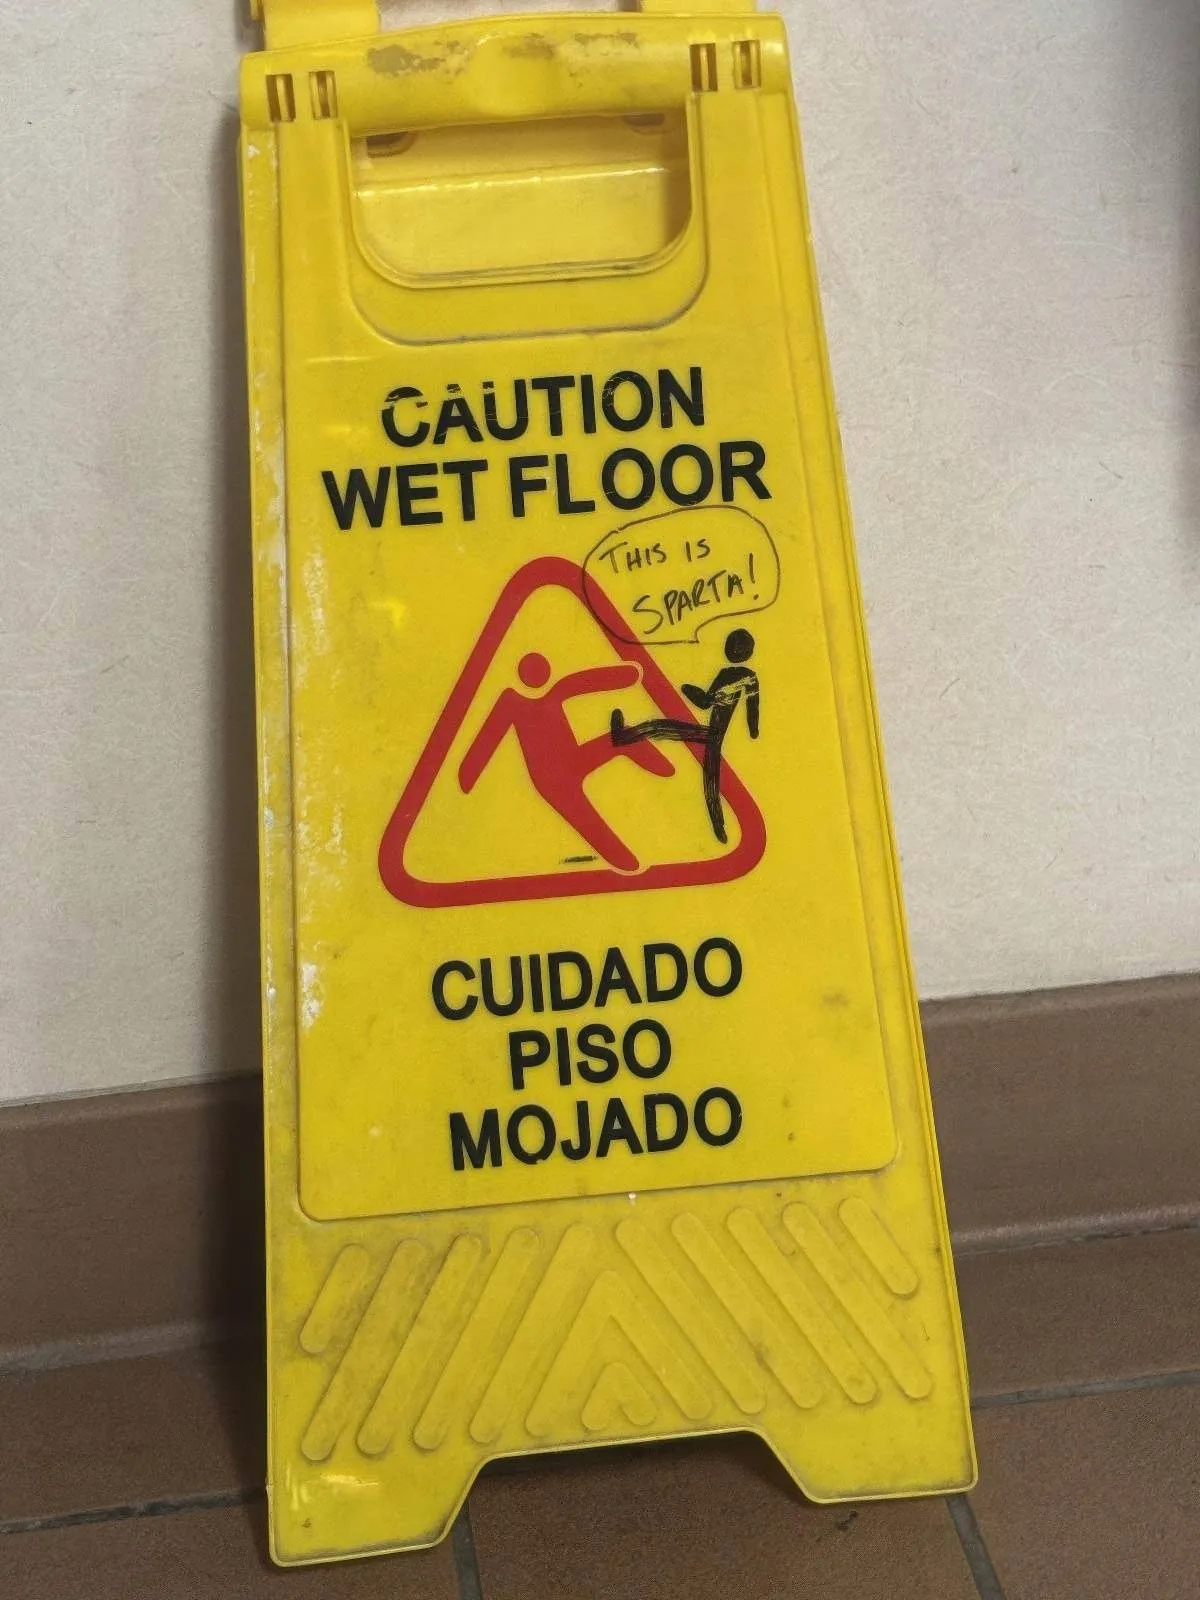 CAUTION
WET FLOOR
THIS IS
SPARTA!
CUIDADO
PISO
MOJADO